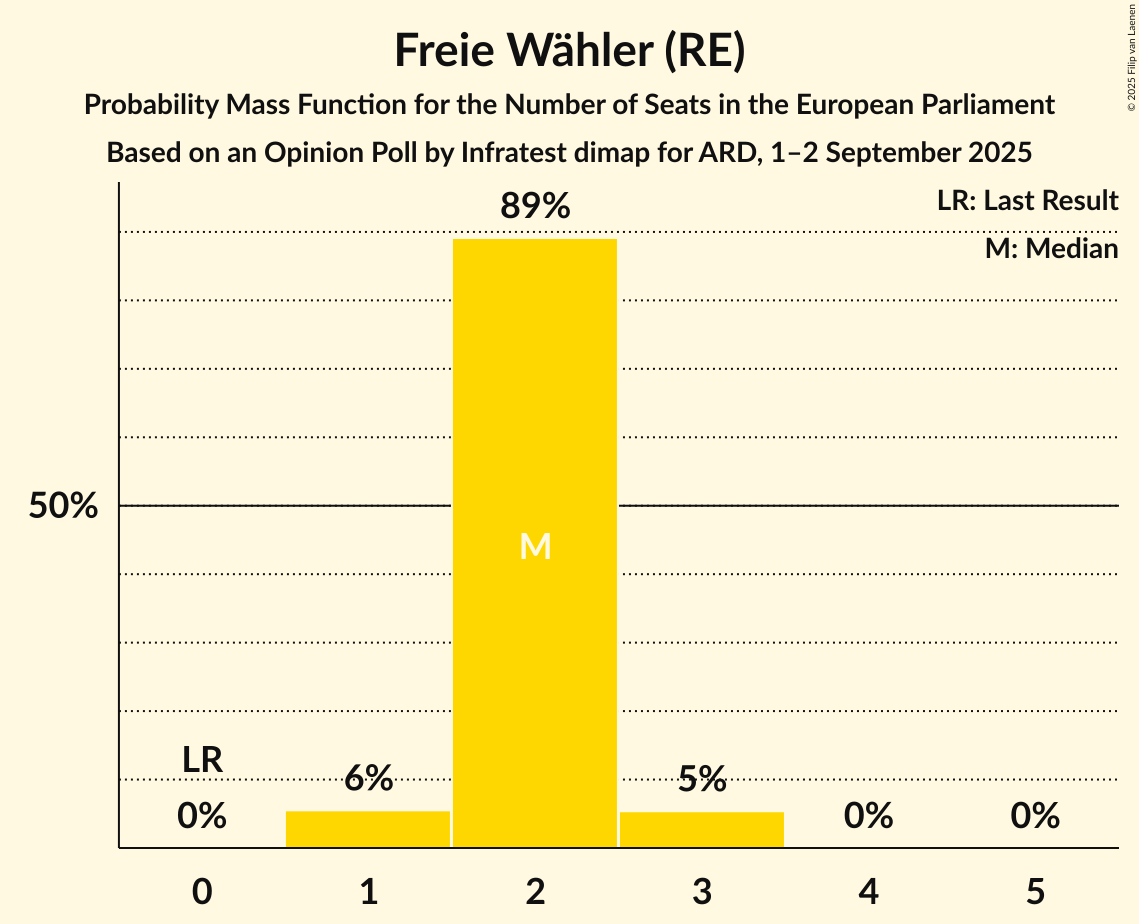 Freie Wähler (RE)
Probability Mass Function for the Number of Seats in the European Parliament
Based on an Opinion Poll by Infratest dimap for ARD, 1–2 September 2025
© 2025 Filip van Laenen
LR: Last Result
M: Median
89%
50%
M
LR
0%
6%
5%
0%
0%
0
1
2
3
4
5